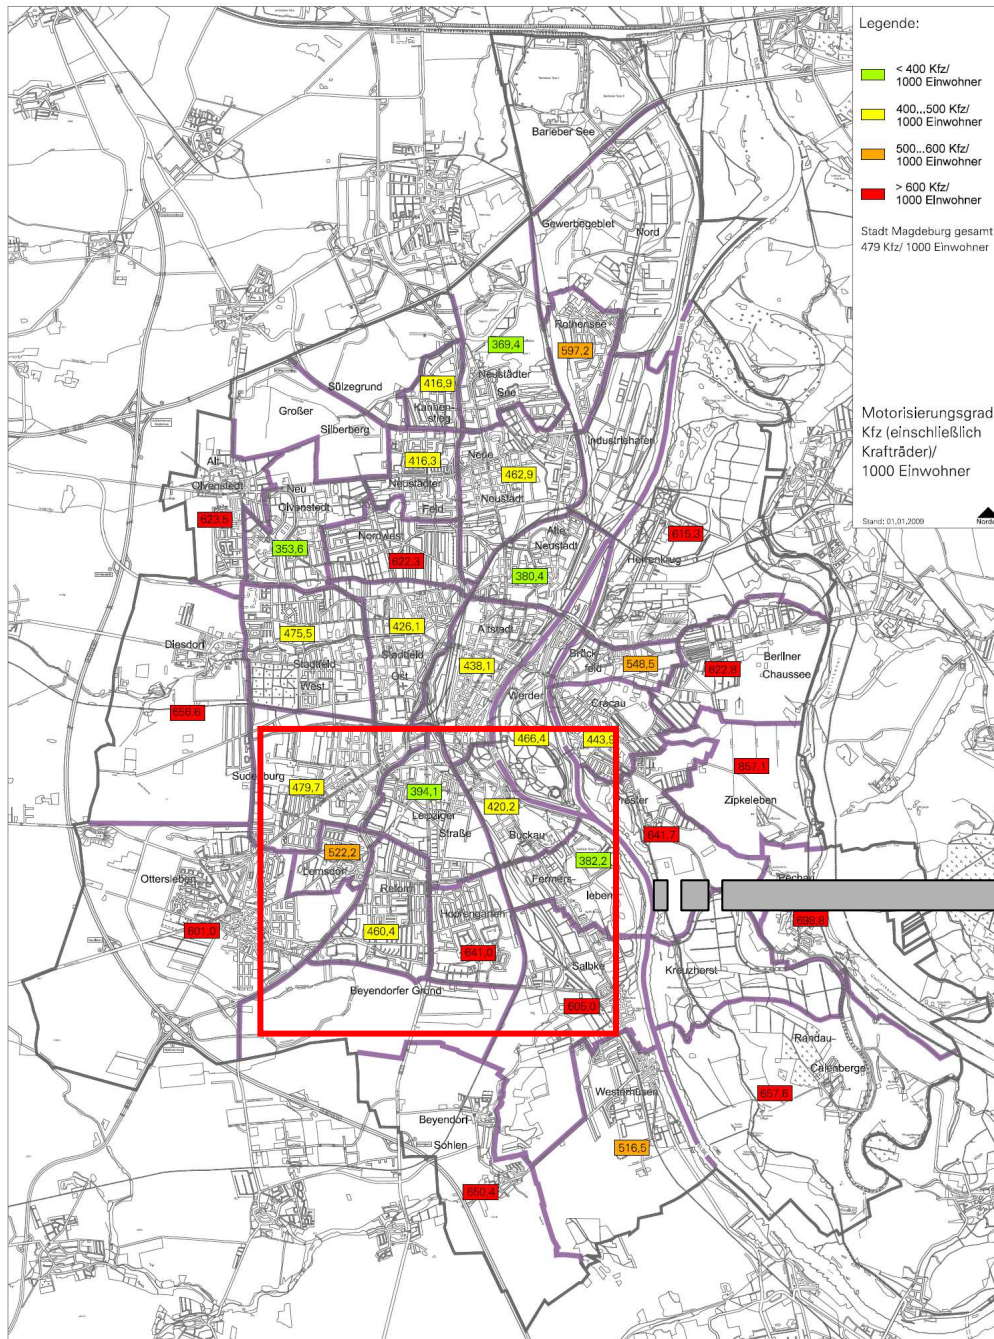 Legende:
< 400 Kfz/
1000 Einwohner
400...500 Kfz/
1000 Einwohner
500...600 Kfz/
1000 Einwohner
> 600 Kfz/
1000 Einwohner
Stadt Magdeburg gesamt
479 Kfz/ 1000 Einwohner
Motorisierungsgrad
Kfz (einschließlich
Krafträder)/
1000 Einwohner
Stand: 01.01.2009
Barleber See
Gewerbegebiet
Nord
Rothensee
597,2
369,4
Neustädter
See
Sülzegrund
416,9
Kannen-
stieg
Großer
Silberberg
Industriehafen
Alt
Olvenstedt
523,5
Neu
Olvenstedt
353,6
416,3
Neustädter
Feld
Neue
462,9
Neustadt
Nordwest
622,3
Alte
Neustadt
380,4
615,3
Herrenkrug
Diesdorf
656,6
475,5
Stadtfeld
West
426,1
Stadtfeld
Ost
Altstadt
438,1
Werder
Brück-
feld
548,5
Cracau
622,8
Berliner
Chaussee
466,4
443,9
857,1
Zipkeleben
Prester
641,7
Sudenburg
479,7
394,1
Leipziger
Straße
420,2
Buckau
522,2
Lemsdorf
382,2
Fermers-
leben
Ottersleben
601,0
Reform
460,4
Hopfengarten
641,0
Pechau
698,8
Salbke
605,0
Kreuzhorst
Beyendorfer Grund
Randau-
Calenberge
857,6
Westerhüsen
516,5
Beyendorf-
Sohlen
650,4